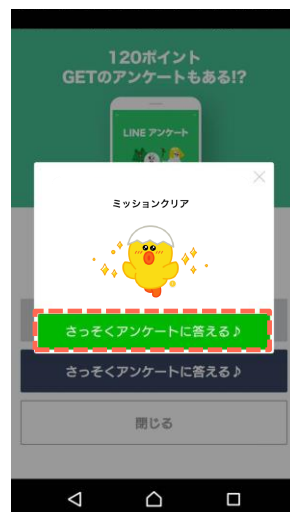 120ポイント
GETのアンケートもある!?
LINE アンケート
ミッションクリア
さっそくアンケートに答える♪
さっそくアンケートに答える♪
閉じる